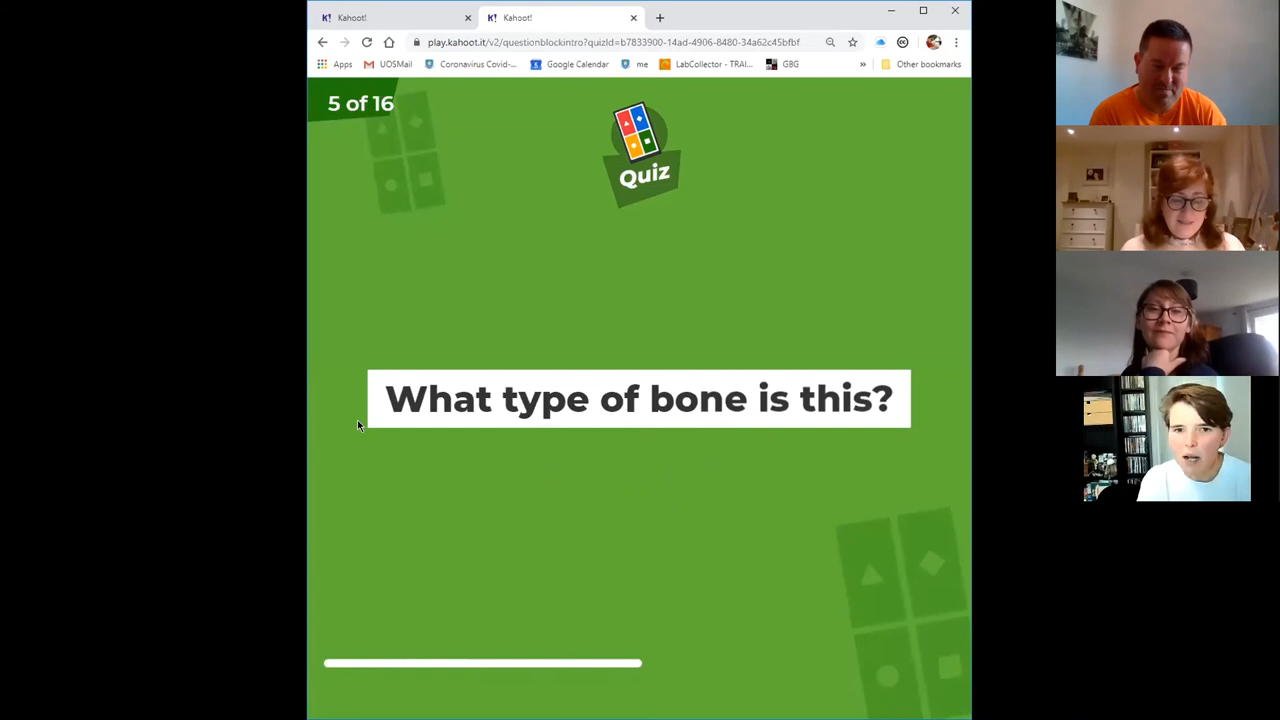 Kahoot!
Kahoot!
play.kahoot.it/v2/questionblockintro?quizId=b7833900-14ad-4906-8480-34a62c45bfbf
Apps
UOSMail
Coronavirus Covid-...
Google Calendar
me
LabCollector - TRAI...
GBG
»
Other bookmarks
5 of 16
Quiz
What type of bone is this?